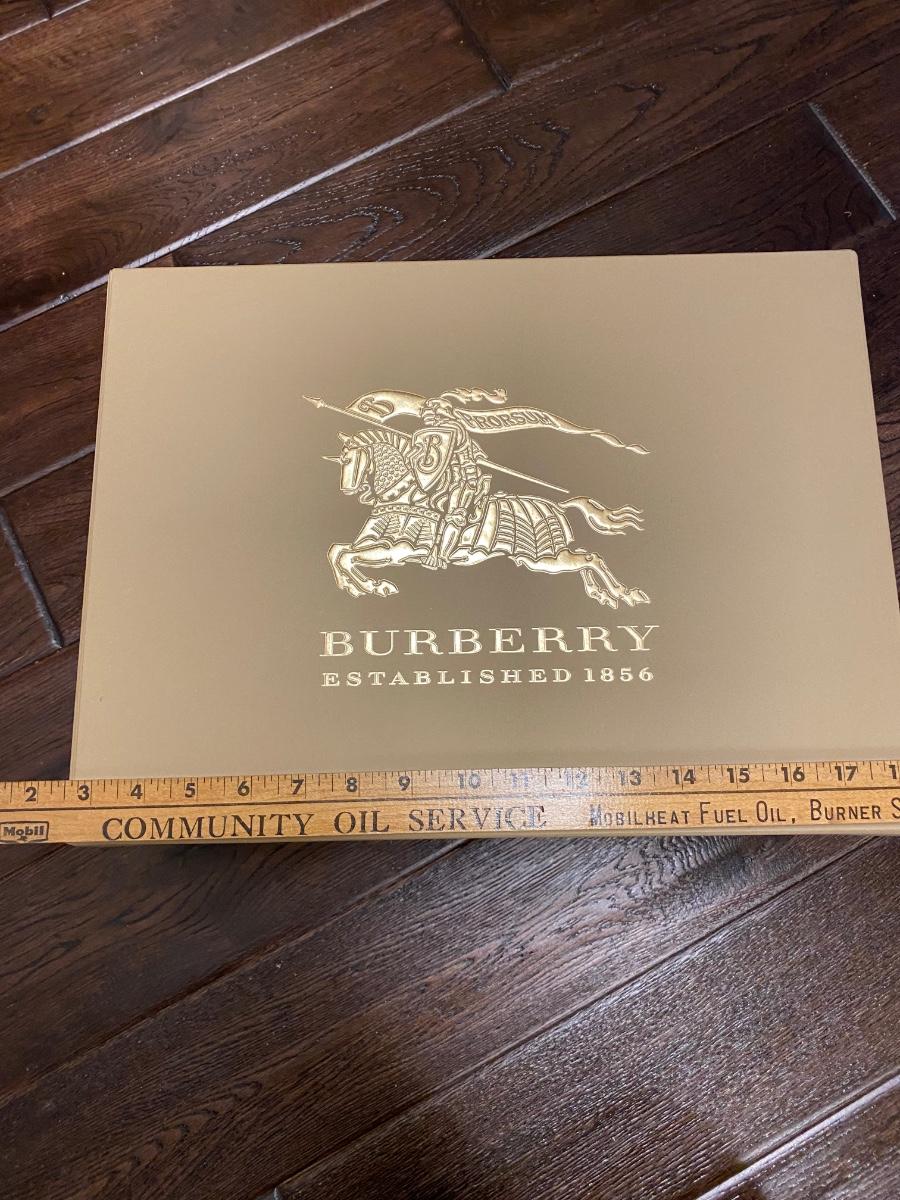 PRORSUM
B
BURBERRY
ESTABLISHED 1856
2 3 4 5 6 7 8 9 10 11 12 13 14 15 16 17
Mobil COMMUNITY OIL SERVICE MOBILHEAT FUEL OIL, BURNER